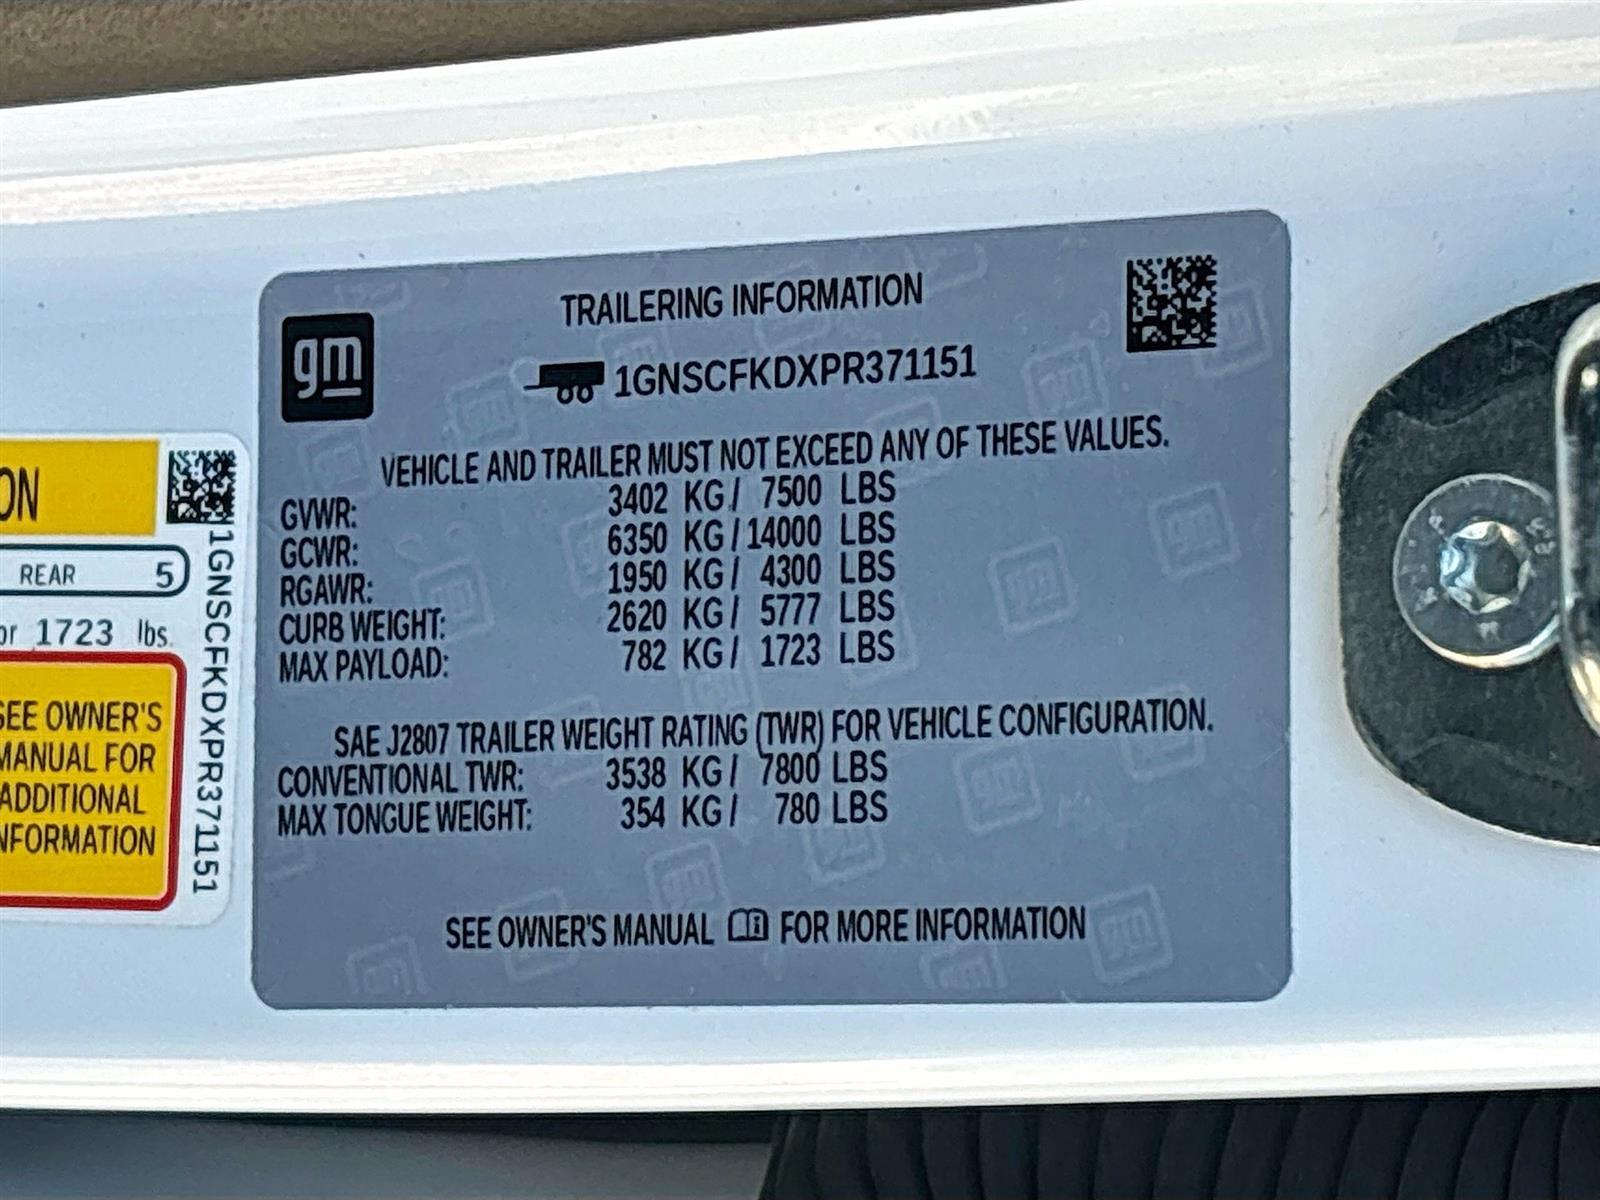 gm
TRAILERING INFORMATION
1GNSCFKDXPR371151
VEHICLE AND TRAILER MUST NOT EXCEED ANY OF THESE VALUES.
GVWR: 3402 KG/ 7500 LBS
GCWR: 6350 KG/14000 LBS
RGAWR: 1950 KG/ 4300 LBS
CURB WEIGHT: 2620 KG/ 5777 LBS
MAX PAYLOAD: 782 KG/ 1723 LBS
SAE J2807 TRAILER WEIGHT RATING (TWR) FOR VEHICLE CONFIGURATION.
CONVENTIONAL TWR: 3538 KG/ 7800 LBS
MAX TONGUE WEIGHT: 354 KG/ 780 LBS
SEE OWNER'S MANUAL FOR MORE INFORMATION
ON
REAR 5
or 1723 lbs.
SEE OWNER'S
MANUAL FOR
ADDITIONAL
INFORMATION
1GNSCFKDXPR371151